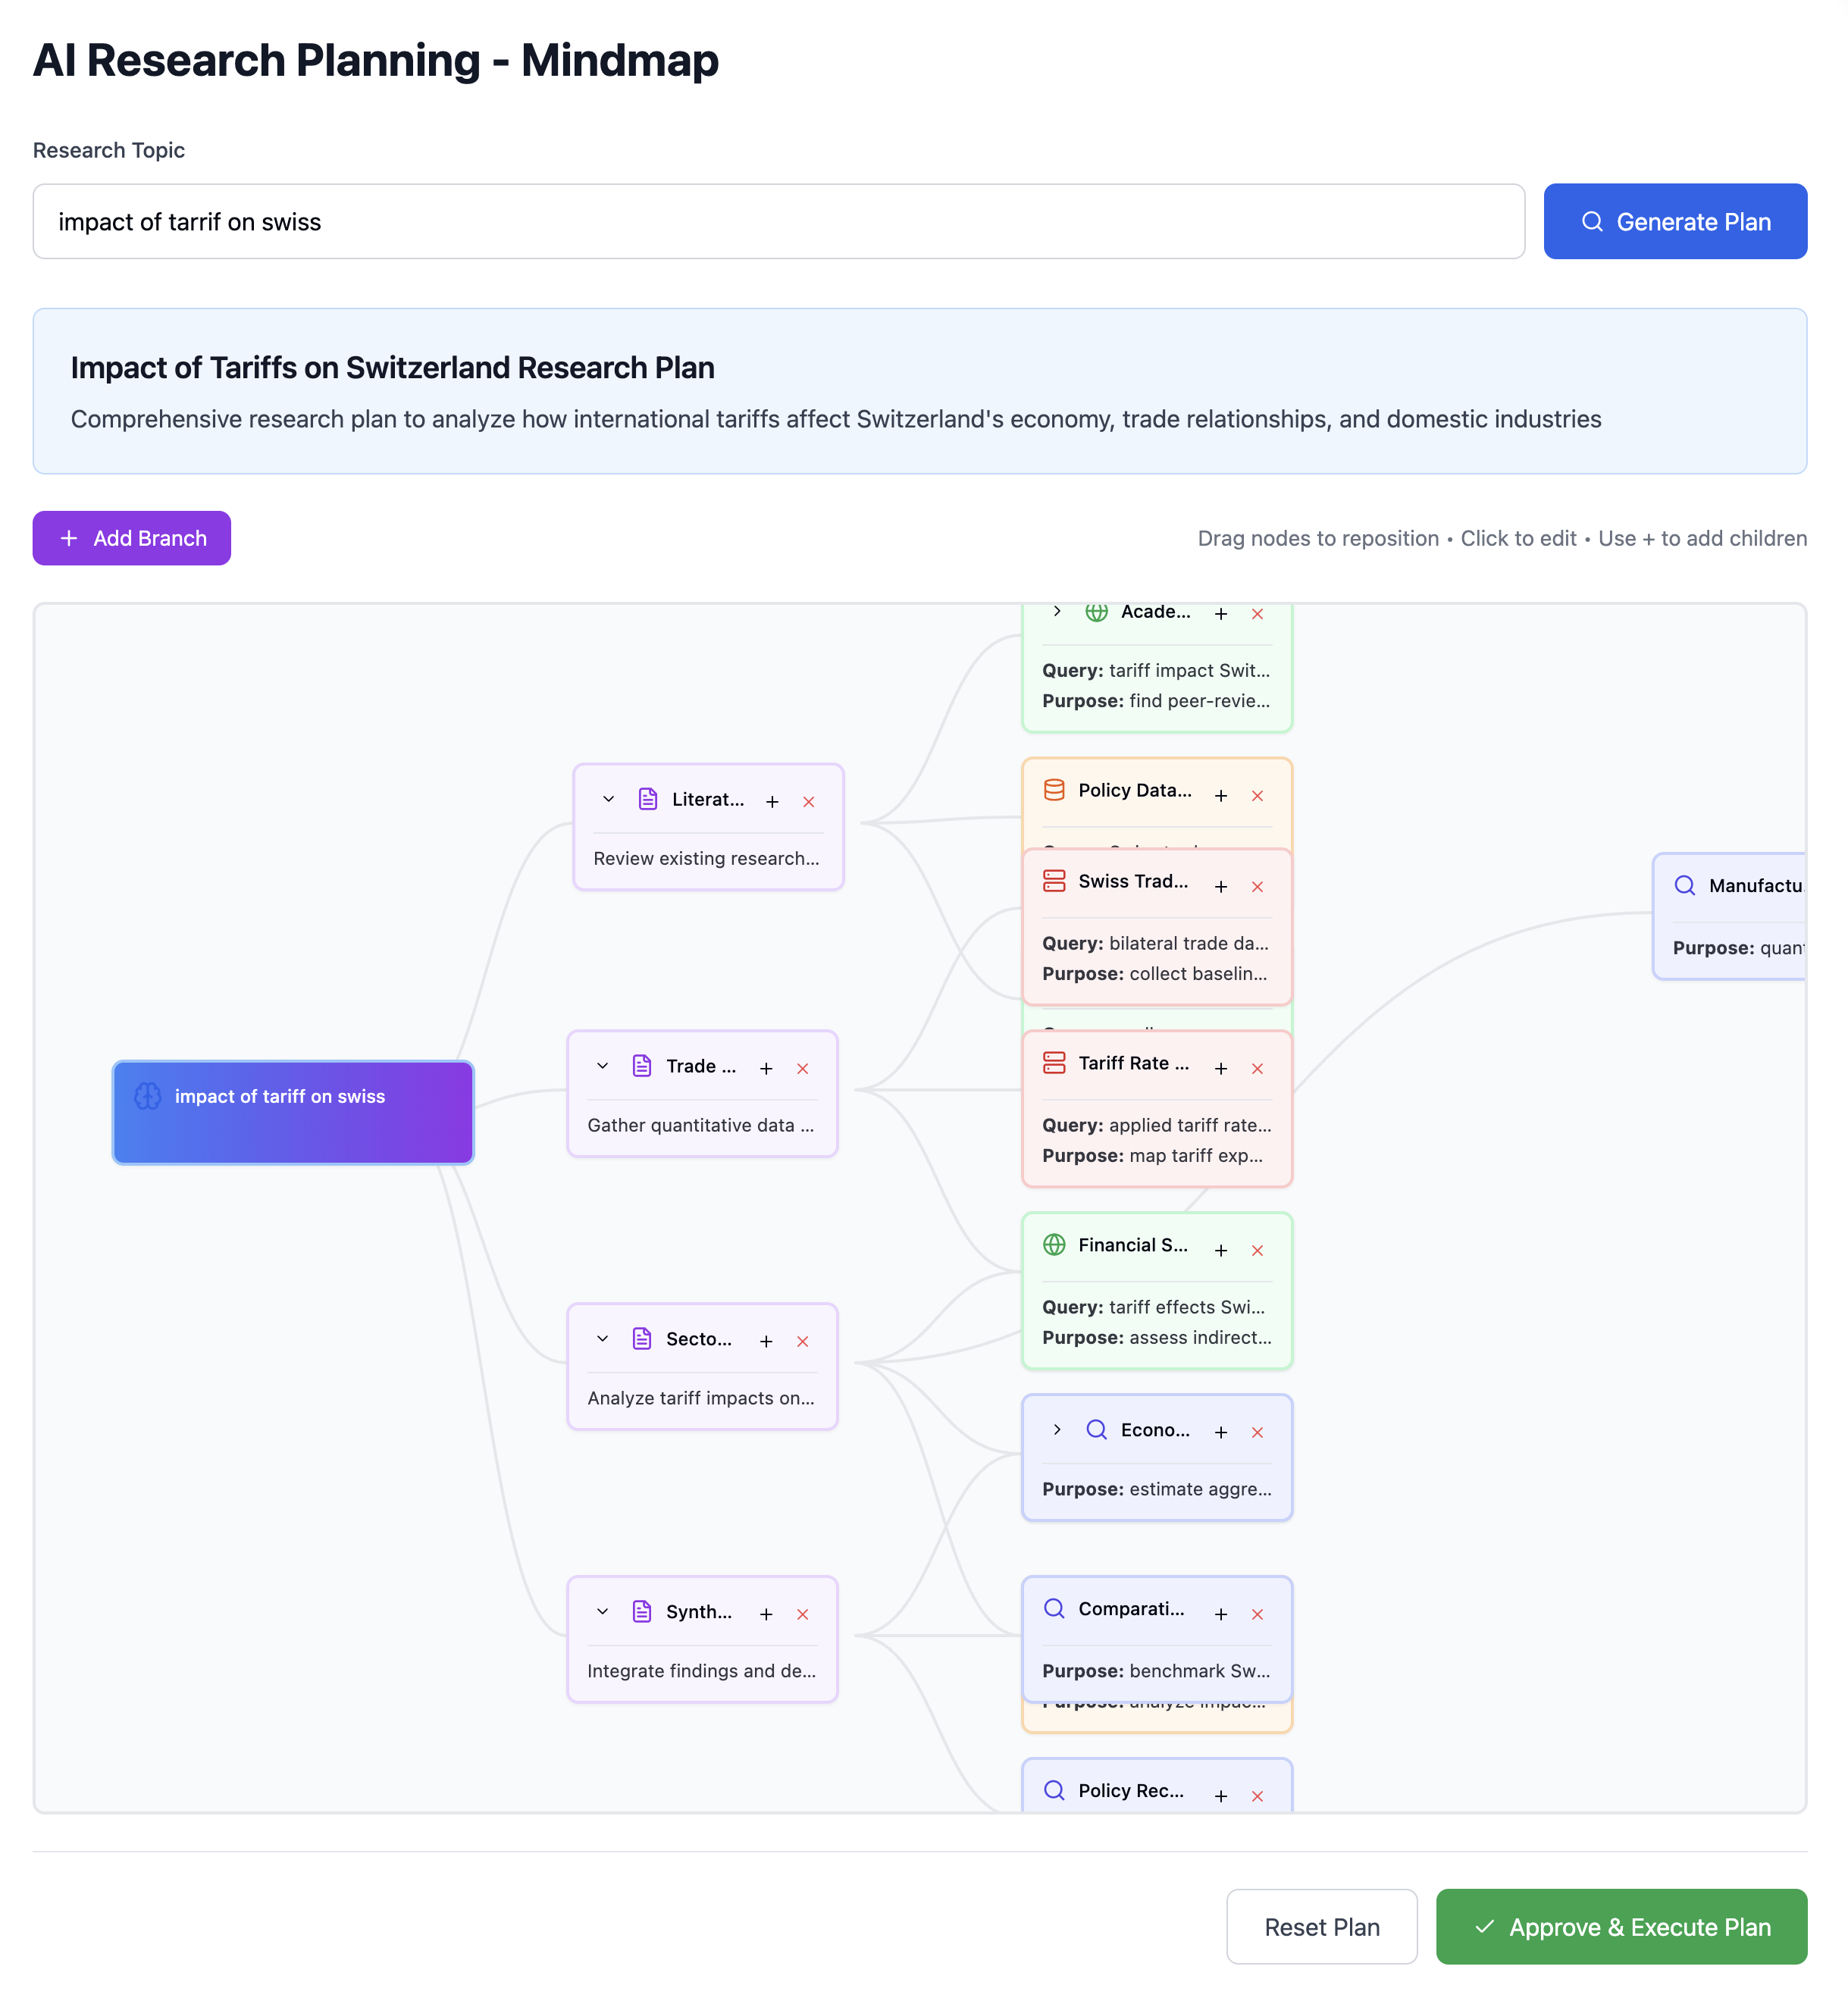 AI Research Planning - Mindmap
Research Topic
impact of tarrif on swiss
Generate Plan
Impact of Tariffs on Switzerland Research Plan
Comprehensive research plan to analyze how international tariffs affect Switzerland's economy, trade relationships, and domestic industries
Add Branch
Drag nodes to reposition • Click to edit • Use + to add children
Acade...
Query: tariff impact Swit...
Purpose: find peer-revie...
Literat...
Review existing research...
Policy Data...
Swiss Trad...
Query: bilateral trade da...
Purpose: collect baselin...
Manufactu
Purpose: quant
impact of tariff on swiss
Trade ...
Gather quantitative data ...
Tariff Rate ...
Query: applied tariff rate...
Purpose: map tariff exp...
Financial S...
Query: tariff effects Swi...
Purpose: assess indirect...
Secto...
Analyze tariff impacts on...
Econo...
Purpose: estimate aggre...
Synth...
Integrate findings and de...
Comparati...
Purpose: benchmark Sw...
Purpose: analyze impac...
Policy Rec...
Reset Plan
Approve & Execute Plan